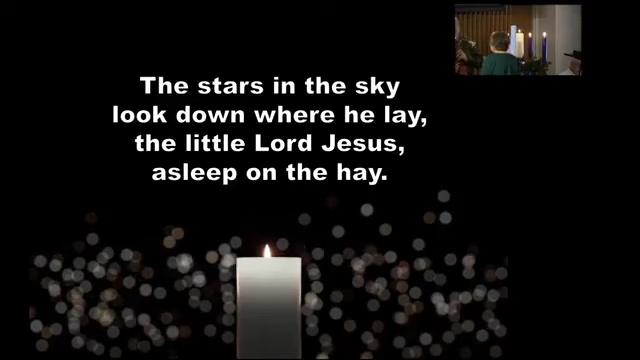 The stars in the sky
look down where he lay,
the little Lord Jesus,
asleep on the hay.